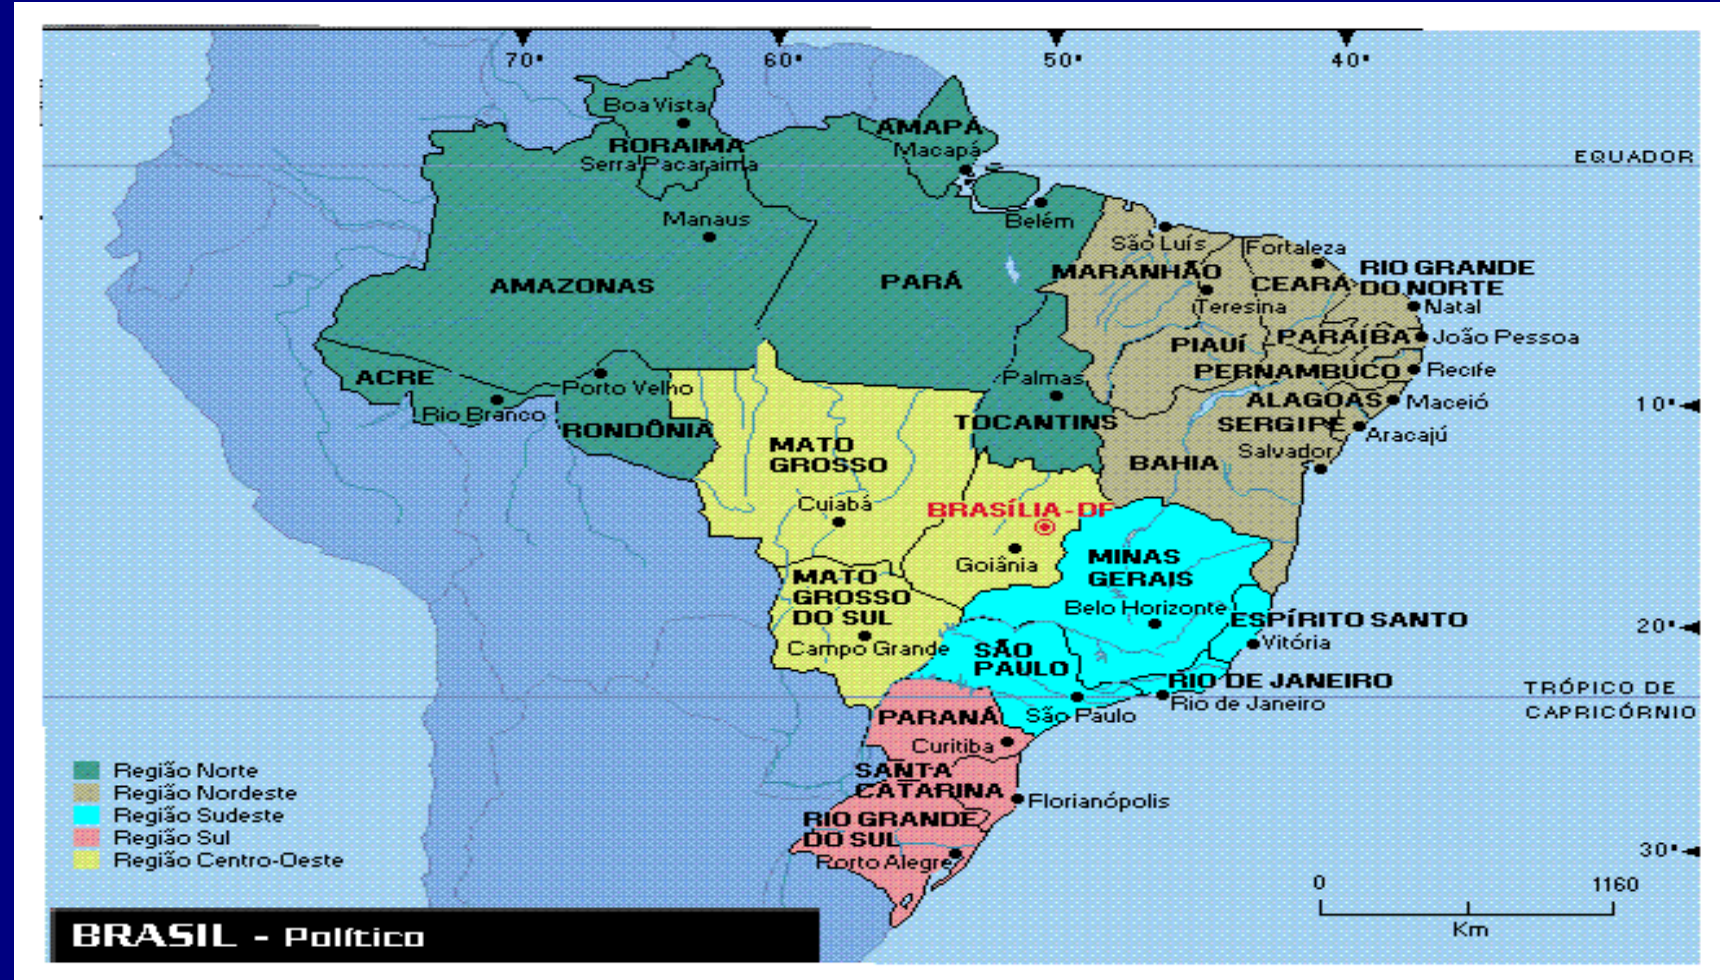 70°
60°
50°
40°
Boa Vista
RORAIMA
Serra Pacaraima
AMAPÁ
Macapá
EQUADOR
Manaus
Belém
AMAZONAS
PARÁ
São Luís
MARANHÃO
Teresina
Fortaleza
CEARÁ
RIO GRANDE
DO NORTE
Natal
PIAUÍ
PARAÍBA
João Pessoa
ACRE
Rio Branco
Porto Velho
RONDÔNIA
Palmas
TOCANTINS
PERNAMBUCO
Recife
ALAGOAS
Maceió
10°
SERGIPE
Aracajú
Salvador
BAHIA
MATO
GROSSO
Cuiabá
BRASÍLIA-DF
Goiânia
MINAS
GERAIS
Belo Horizonte
MATO
GROSSO
DO SUL
Campo Grande
ESPÍRITO SANTO
Vitória
20°
SÃO
PAULO
São Paulo
RIO DE JANEIRO
Rio de Janeiro
TRÓPICO DE
CAPRICÓRNIO
PARANÁ
Curitiba
SANTA
CATARINA
Florianópolis
RIO GRANDE
DO SUL
Porto Alegre
30°
Região Norte
Região Nordeste
Região Sudeste
Região Sul
Região Centro-Oeste
0 1160
Km
BRASIL - Político